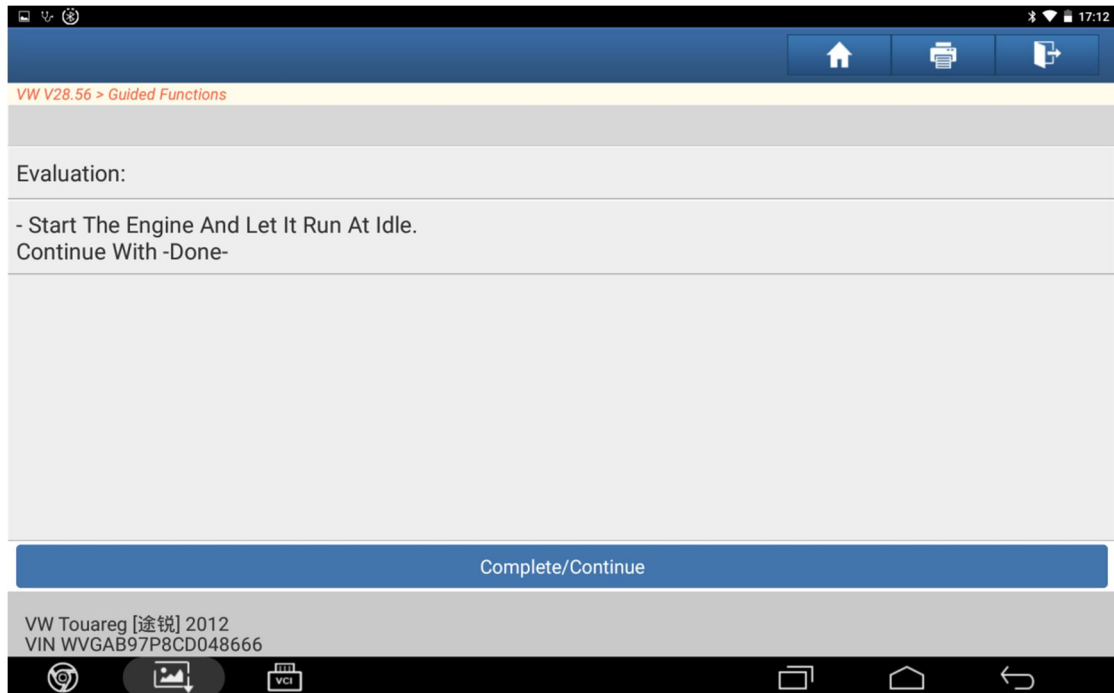 17:12
VW V28.56 > Guided Functions
Evaluation:
- Start The Engine And Let It Run At Idle.
Continue With -Done-
Complete/Continue
VW Touareg [途锐] 2012
VIN WVGAB97P8CD048666
VCI